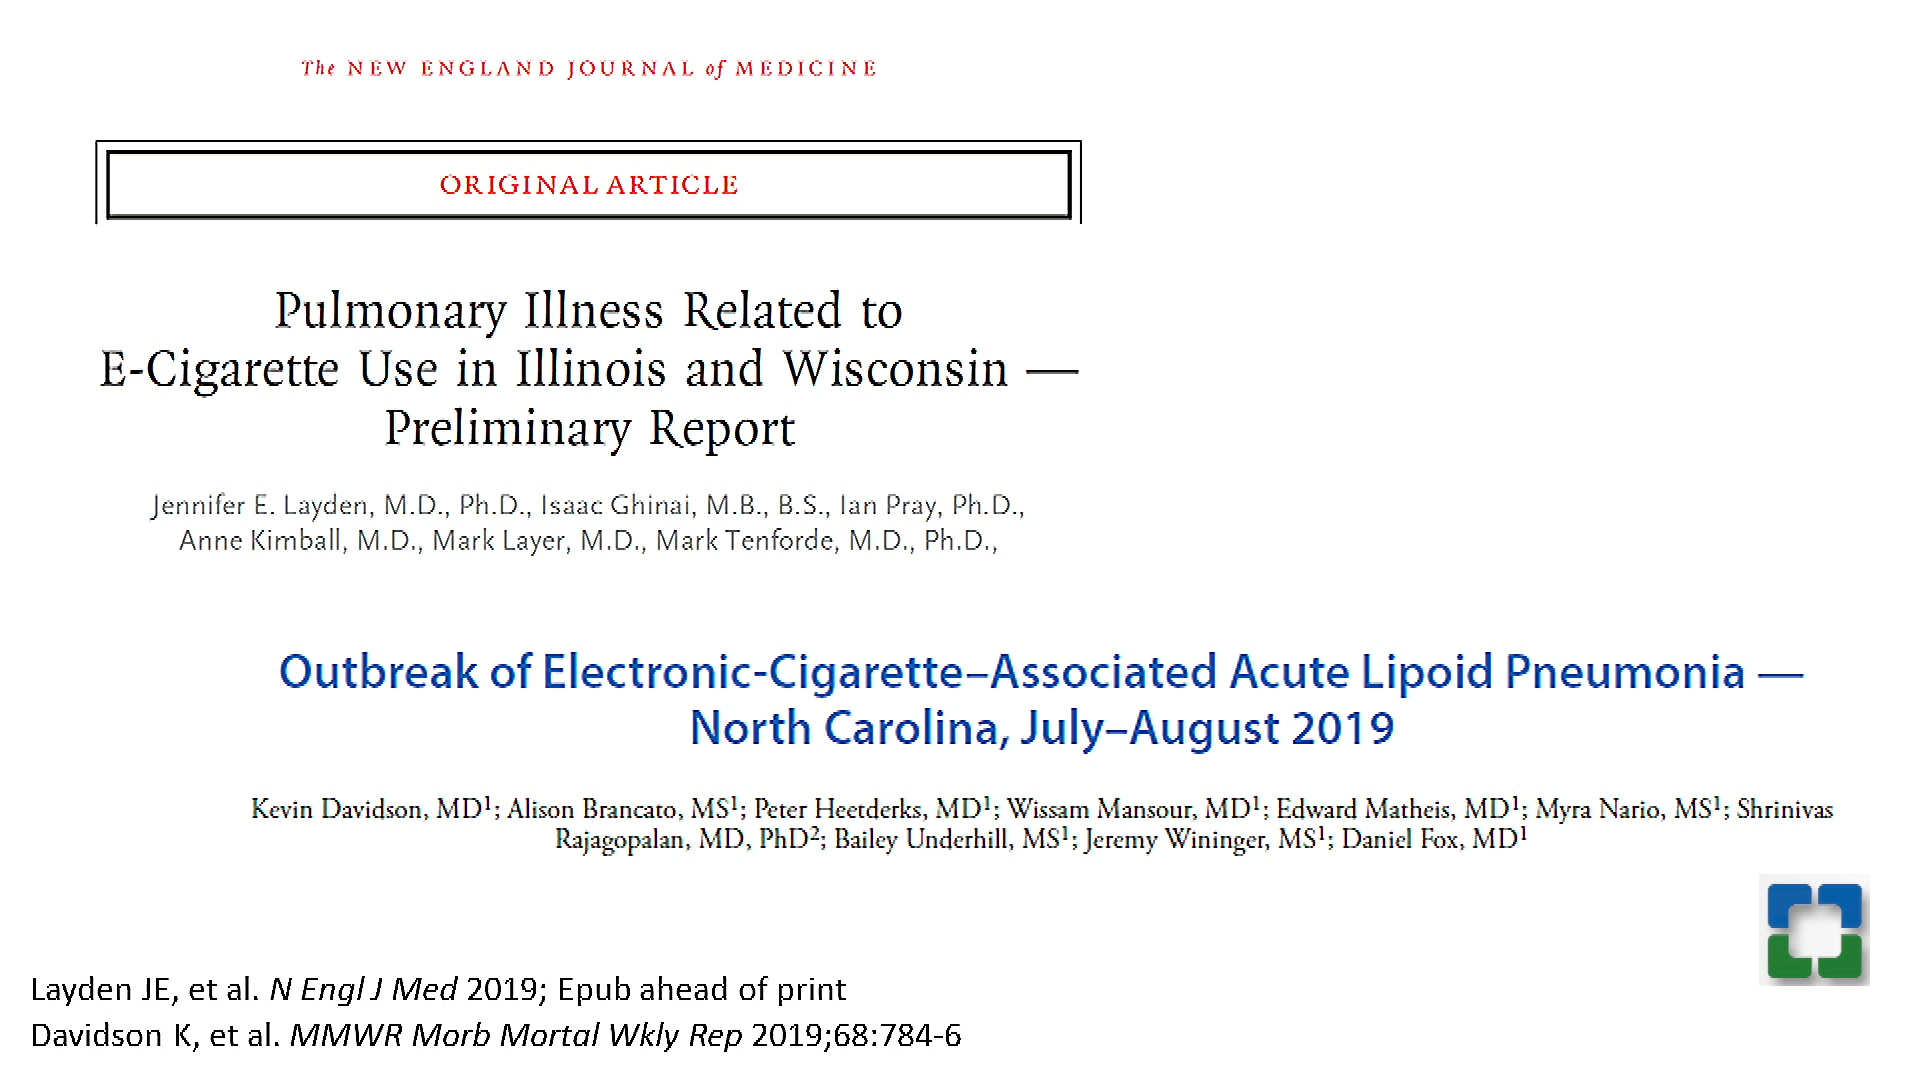 The NEW ENGLAND JOURNAL of MEDICINE
ORIGINAL ARTICLE
Pulmonary Illness Related to
E-Cigarette Use in Illinois and Wisconsin —
Preliminary Report
Jennifer E. Layden, M.D., Ph.D., Isaac Ghinai, M.B., B.S., Ian Pray, Ph.D.,
Anne Kimball, M.D., Mark Layer, M.D., Mark Tenforde, M.D., Ph.D.,
Outbreak of Electronic-Cigarette–Associated Acute Lipoid Pneumonia —
North Carolina, July–August 2019
Kevin Davidson, MD¹; Alison Brancato, MS¹; Peter Heetderks, MD¹; Wissam Mansour, MD¹; Edward Matheis, MD¹; Myra Nario, MS¹; Shrinivas
Rajagopalan, MD, PhD²; Bailey Underhill, MS¹; Jeremy Wininger, MS¹; Daniel Fox, MD¹
Layden JE, et al. N Engl J Med 2019; Epub ahead of print
Davidson K, et al. MMWR Morb Mortal Wkly Rep 2019;68:784-6